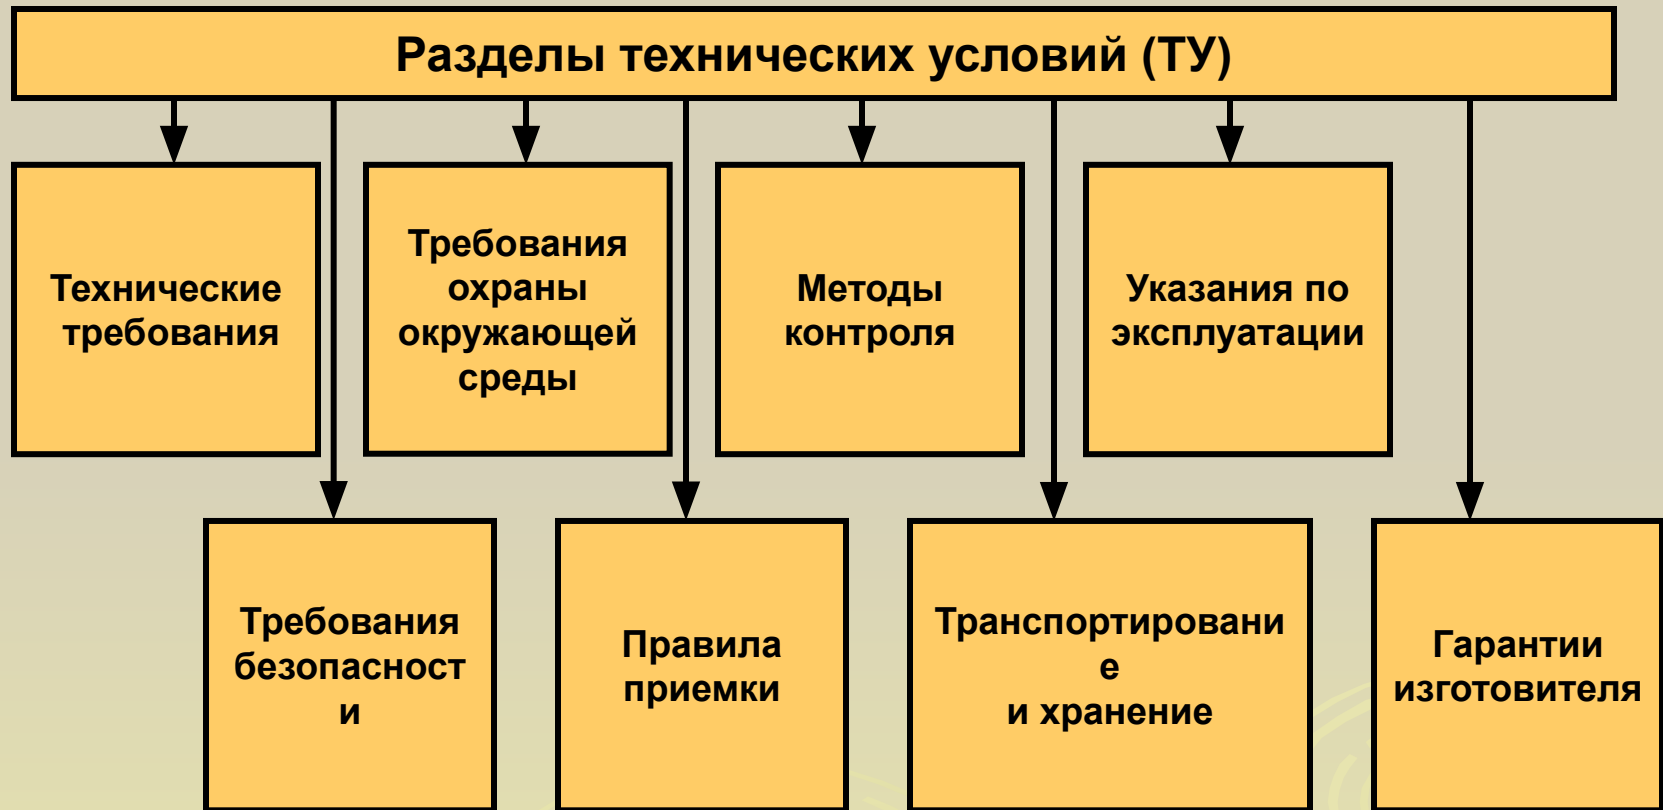 Разделы технических условий (ТУ)
Технические
требования
Требования
охраны
окружающей
среды
Методы
контроля
Указания по
эксплуатации
Требования
безопасност
и
Правила
приемки
Транспортировани
е
и хранение
Гарантии
изготовителя